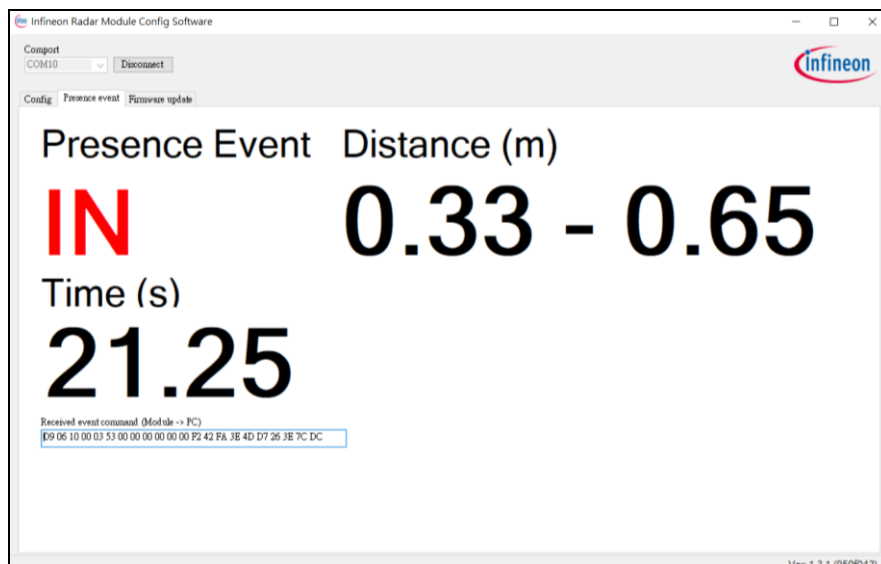 Infineon Radar Module Config Software
Comport
COM10
Disconnect
infineon
Config
Presence event
Firmware update
Presence Event
Distance (m)
IN
0.33 - 0.65
Time (s)
21.25
Received event command (Module -> PC)
D9 06 10 00 03 53 00 00 00 00 00 00 F2 42 FA 3E 4D D7 26 3E 7C DC